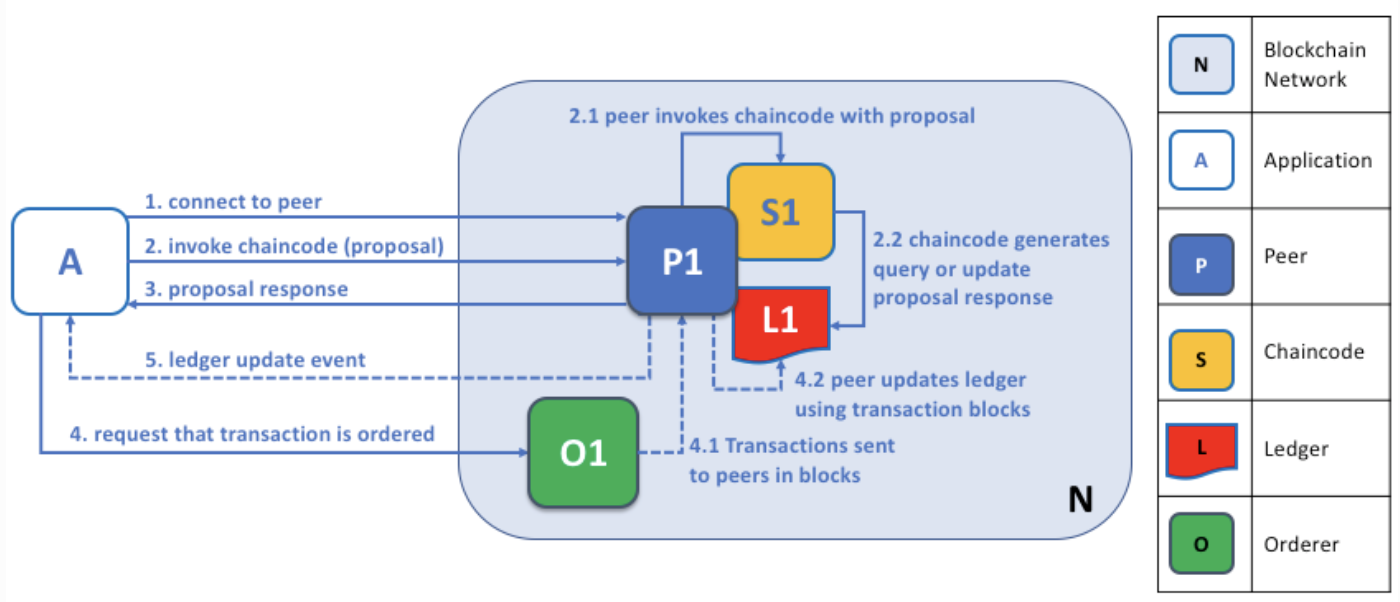 2.1 peer invokes chaincode with proposal
1. connect to peer
2. invoke chaincode (proposal)
3. proposal response
A
P1
S1
2.2 chaincode generates
query or update
proposal response
L1
5. ledger update event
4.2 peer updates ledger
using transaction blocks
4. request that transaction is ordered
O1
4.1 Transactions sent
to peers in blocks
N
N
Blockchain
Network
A
Application
P
Peer
S
Chaincode
L
Ledger
O
Orderer